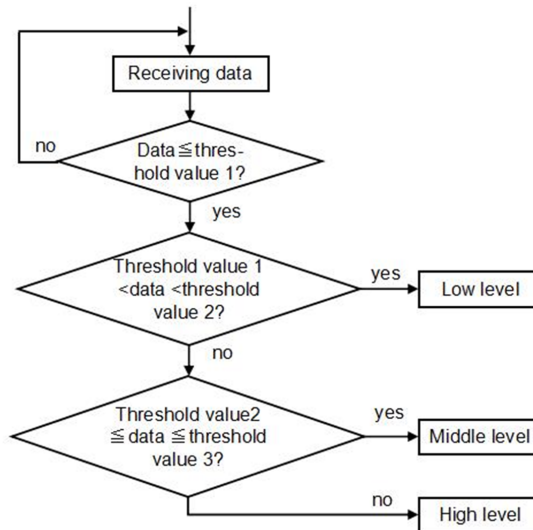 Receiving data
no
Data≦thres-
hold value 1?
yes
Threshold value 1
<data <threshold
value 2?
yes
Low level
no
Threshold value2
≦data ≦threshold
value 3?
yes
Middle level
no
High level